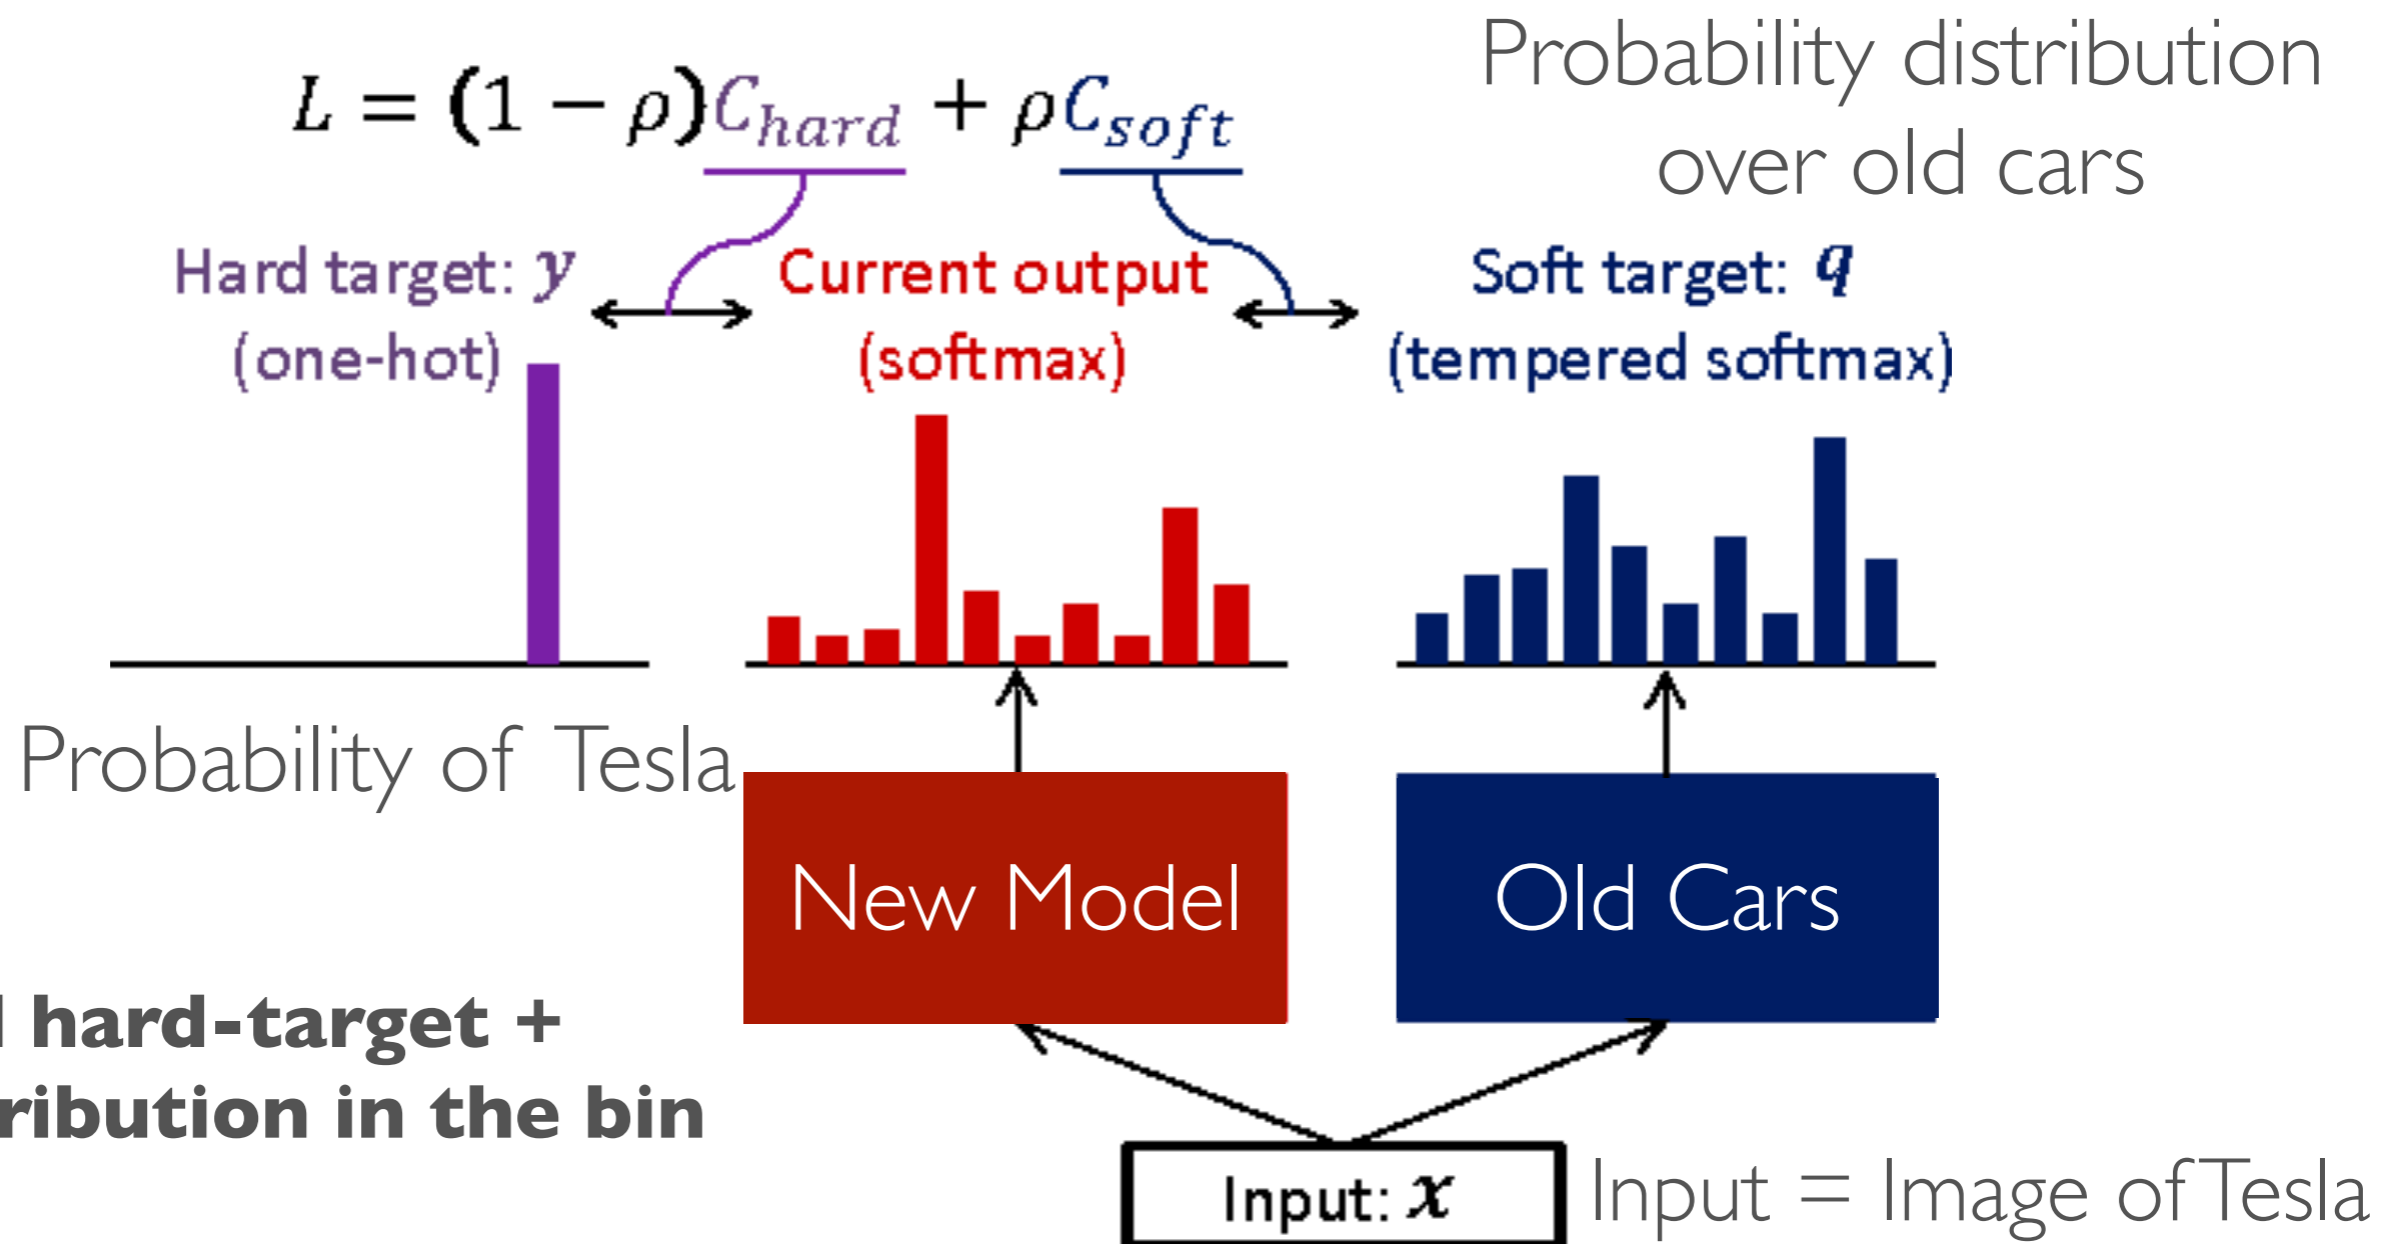 L = (1 − ρ)C_hard + ρC_soft
Probability distribution
over old cars
Hard target: y
(one-hot)
Current output
(softmax)
Soft target: q
(tempered softmax)
Probability of Tesla
New Model
Old Cars
hard-target +
ribution in the bin
Input: x
Input = Image of Tesla